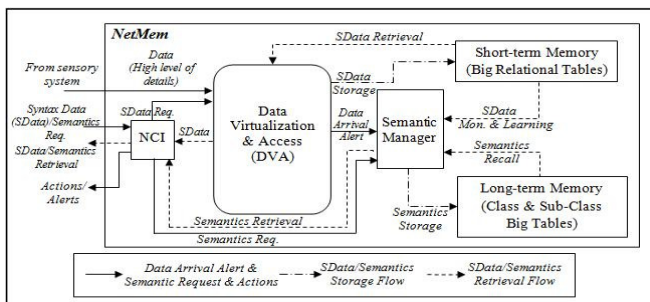 NetMem
Data
(High level of
details)
From sensory
system
Syntax Data
(SData)/Semantics
Req.
SData/Semantics
Retrieval
Actions/
Alerts
SData Req.
NCI
SData
Data
Virtualization
& Access
(DVA)
SData Retrieval
SData
Storage
Data
Arrival
Alert
Semantic
Manager
Short-term Memory
(Big Relational Tables)
SData
Mon. & Learning
Semantics
Recall
Long-term Memory
(Class & Sub-Class
Big Tables)
Semantics
Storage
Semantics Retrieval
Semantics Req.
Data Arrival Alert &
Semantic Request & Actions
SData/Semantics
Storage Flow
SData/Semantics
Retrieval Flow